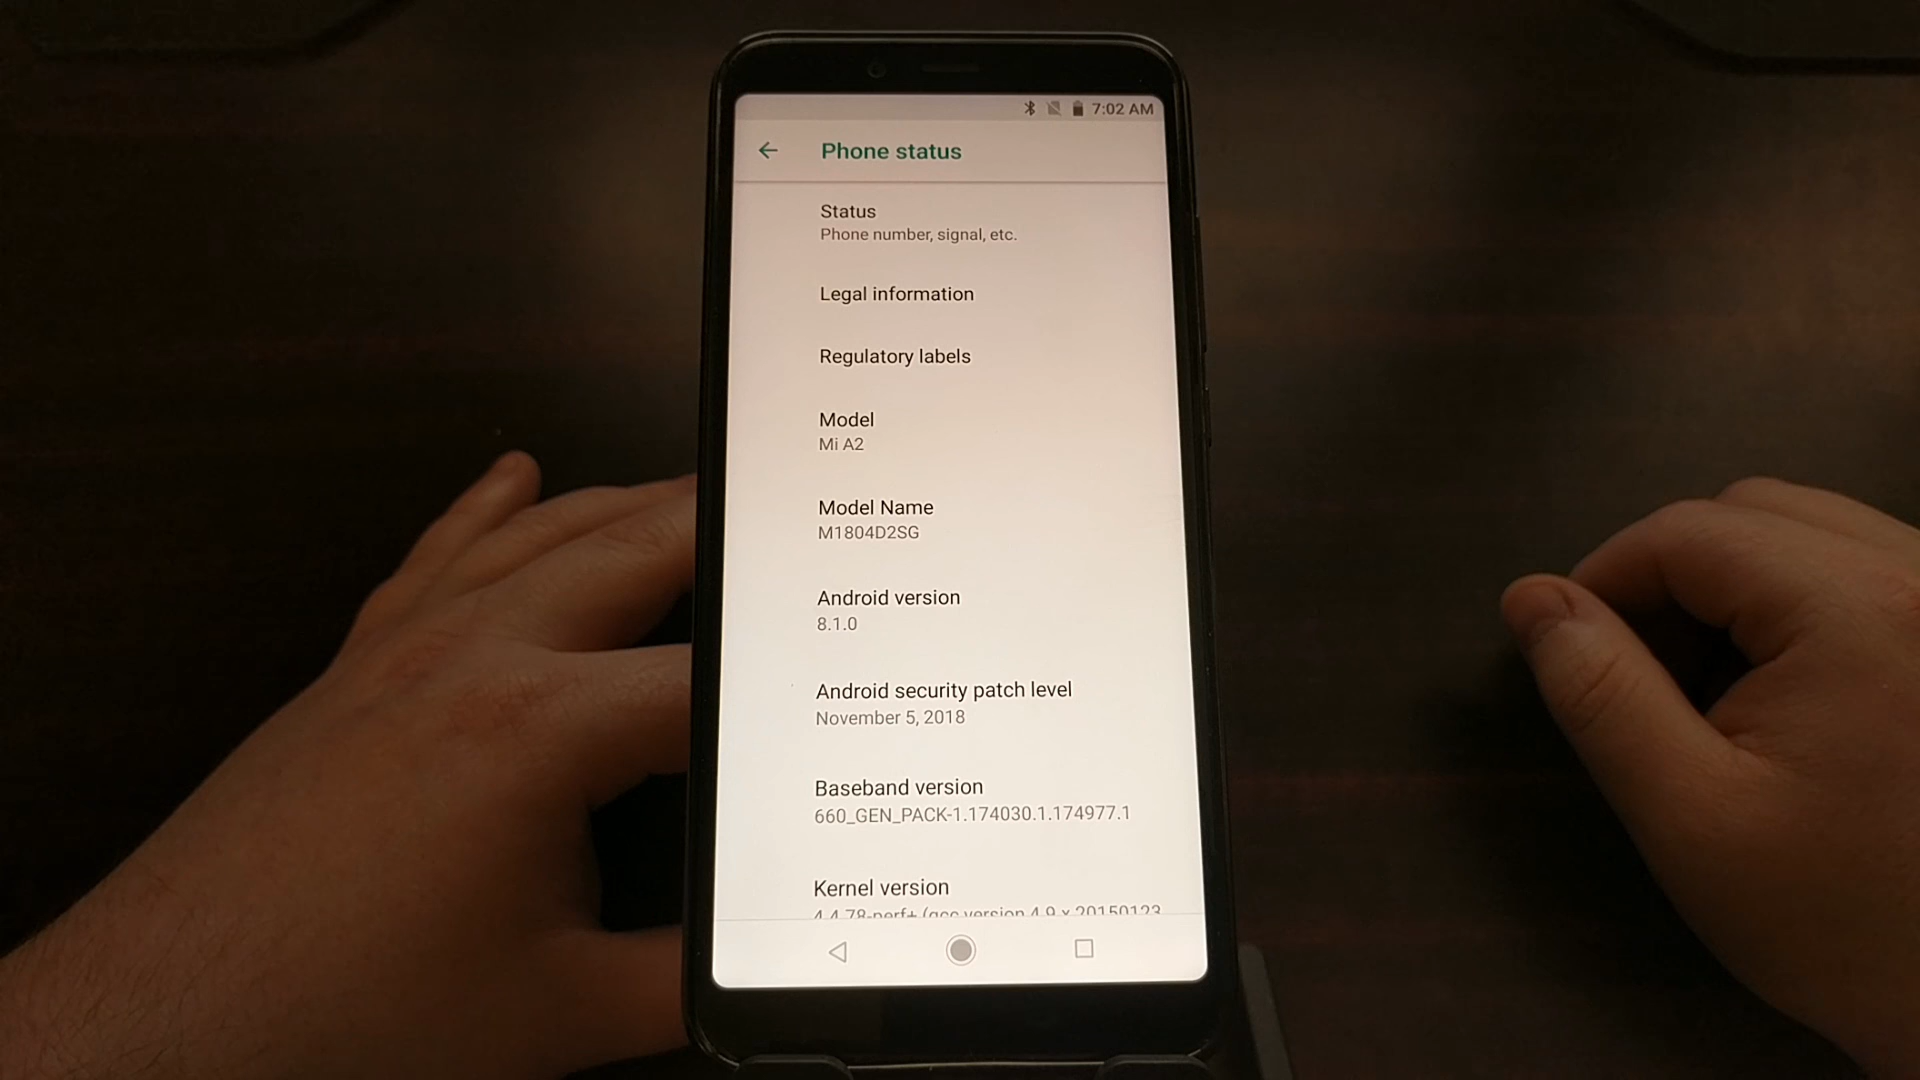 7:02 AM
Phone status
Status
Phone number, signal, etc.
Legal information
Regulatory labels
Model
Mi A2
Model Name
M1804D2SG
Android version
8.1.0
Android security patch level
November 5, 2018
Baseband version
660_GEN_PACK-1.174030.1.174977.1
Kernel version
4.4.78-perf+ (gcc version 4.9.x 20150123